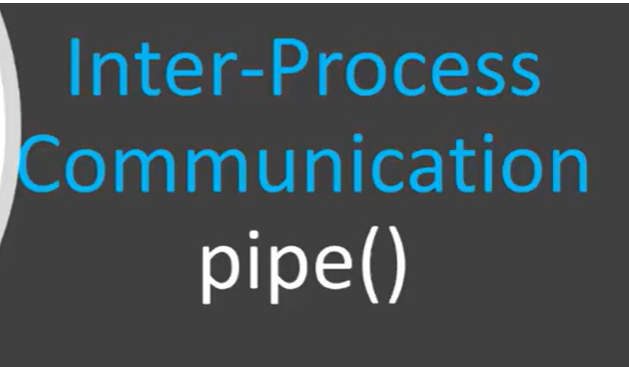 Inter-Process
Communication
pipe()